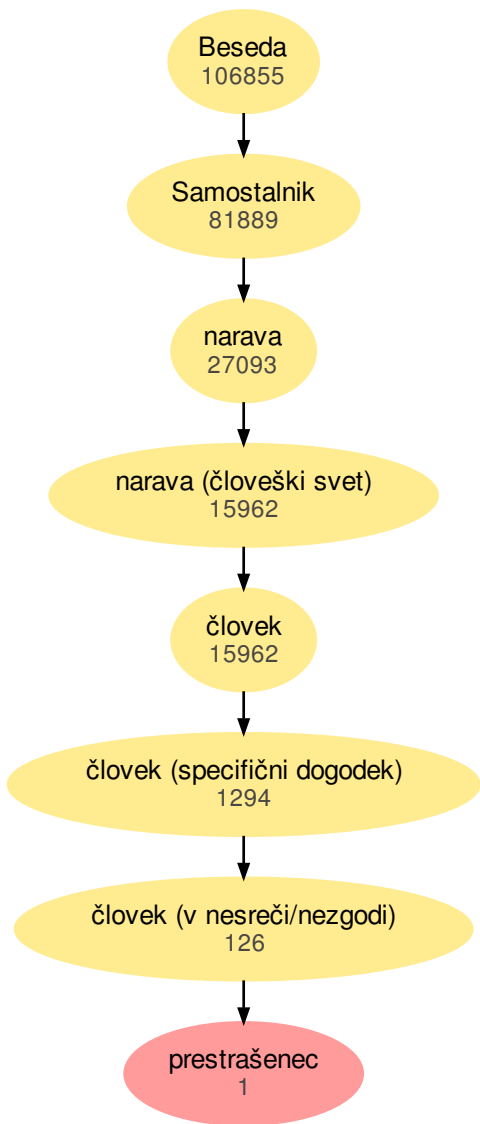 Beseda
106855
Samostalnik
81889
narava
27093
narava (človeški svet)
15962
človek
15962
človek (specifični dogodek)
1294
človek (v nesreči/nezgodi)
126
prestrašenec
1